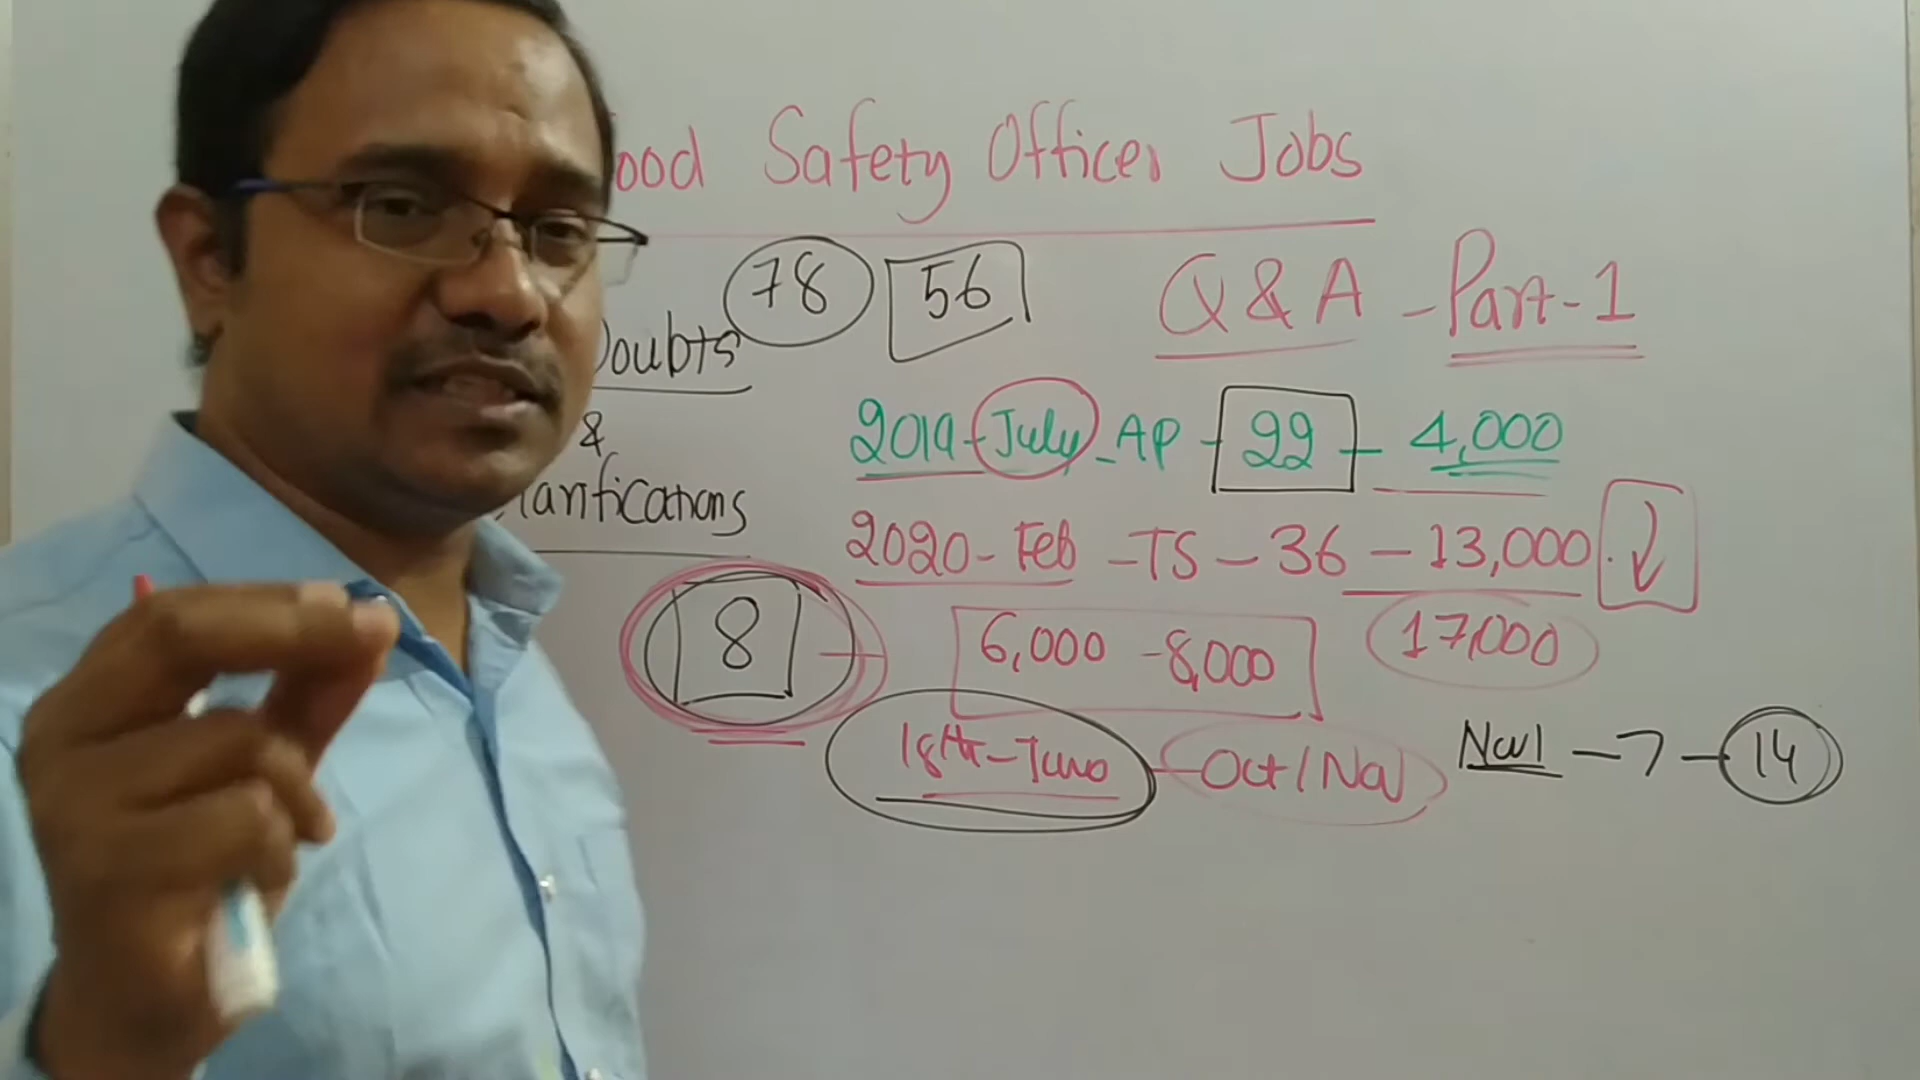 ood Safety Officer Jobs
78 56 Q & A - Part - 1
Doubts
&
larifications
2019 - July - AP - 22 - 4,000
2020 - Feb - TS - 36 - 13,000
8 - 6,000 - 8,000 17,000
18th - - Oct / Nov - 7 - 14